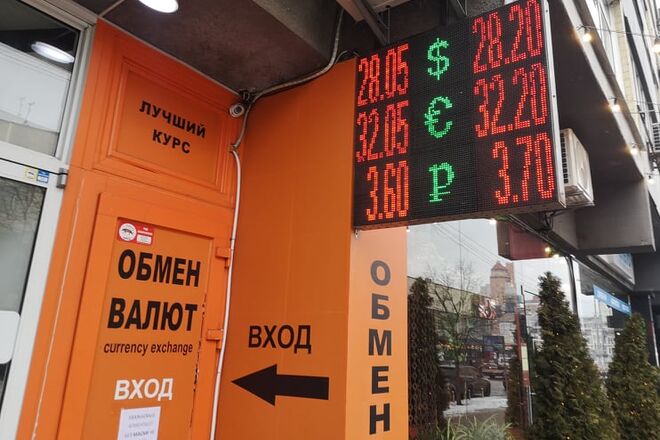 ЛУЧШИЙ
КУРС
28.05 $ 28.20
32.05 € 32.20
3.60 ₽ 3.70
ОБМЕН
ВАЛЮТ
currency exchange
ВХОД
ВХОД
ОБМЕН